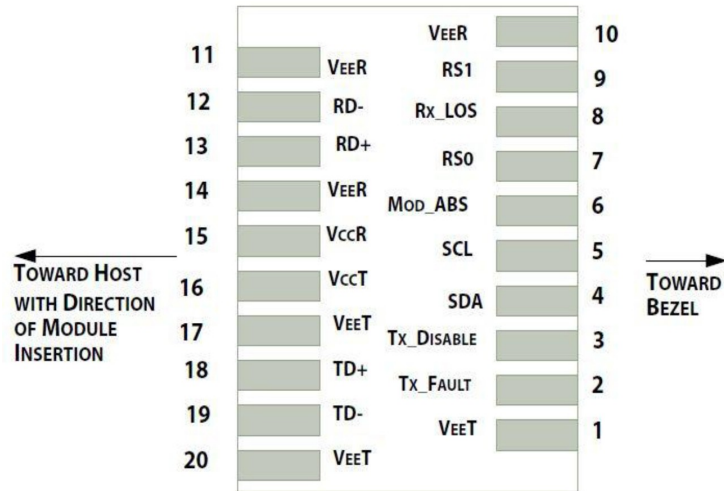 11 VEER
12 RD-
13 RD+
14 VEER
15 VCCR
16 VCCT
17 VEET
18 TD+
19 TD-
20 VEET
VEER 10
RS1 9
RX_LOS 8
RS0 7
MOD_ABS 6
SCL 5
SDA 4
TX_DISABLE 3
TX_FAULT 2
VEET 1
TOWARD HOST
WITH DIRECTION
OF MODULE
INSERTION
TOWARD
BEZEL